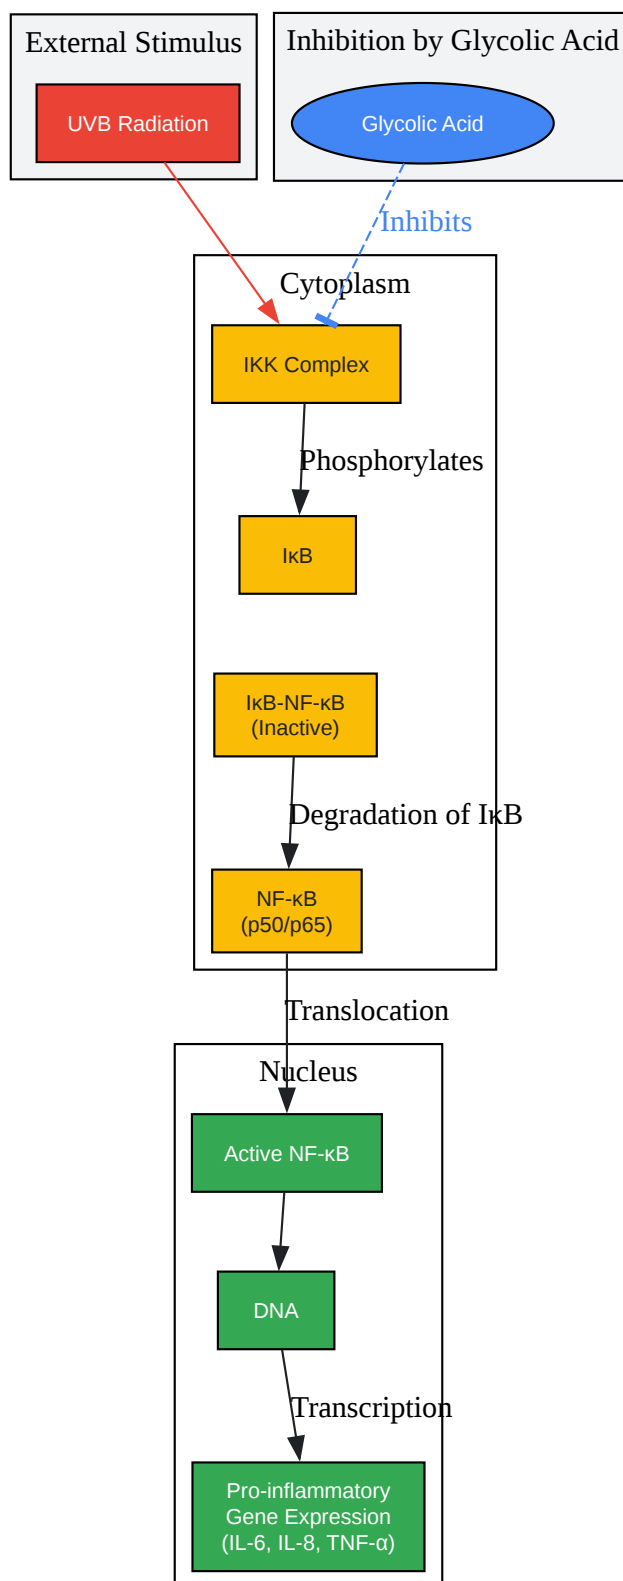 External Stimulus
UVB Radiation
Inhibition by Glycolic Acid
Glycolic Acid
Inhibits
Cytoplasm
IKK Complex
Phosphorylates
IκB
IκB-NF-κB
(Inactive)
Degradation of IκB
NF-κB
(p50/p65)
Translocation
Nucleus
Active NF-κB
DNA
Transcription
Pro-inflammatory
Gene Expression
(IL-6, IL-8, TNF-α)